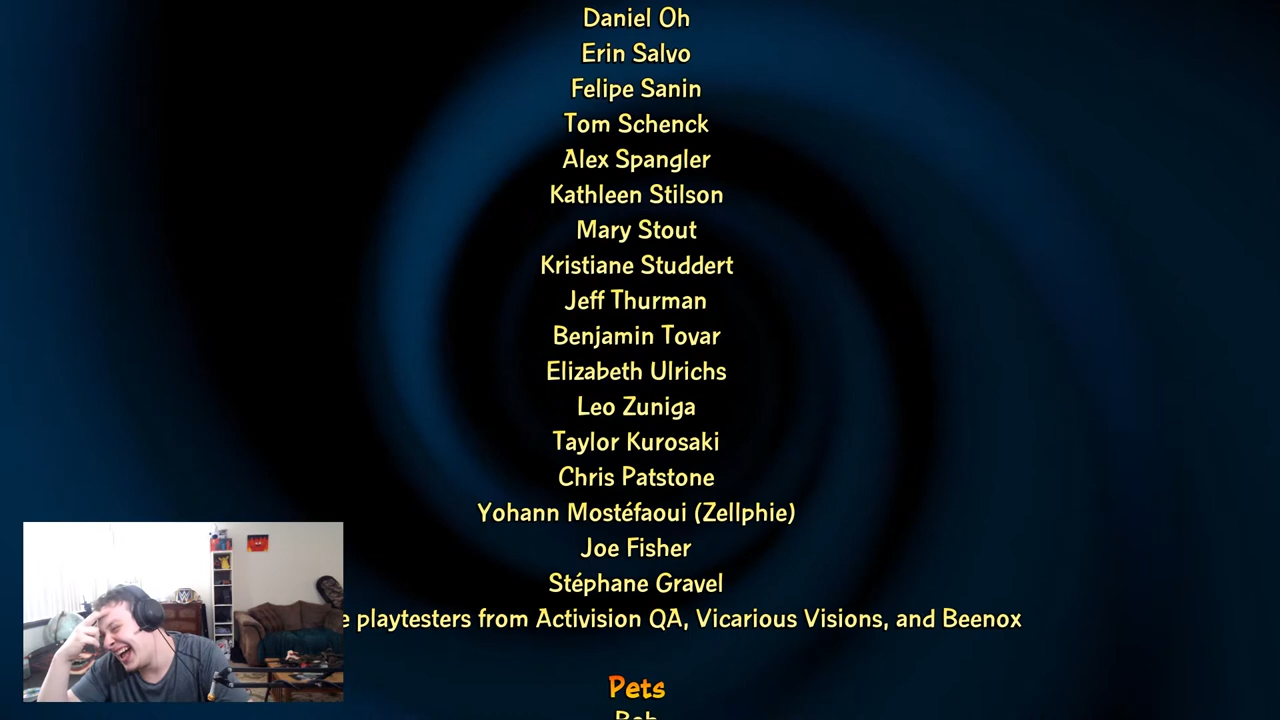 Daniel Oh
Erin Salvo
Felipe Sanin
Tom Schenck
Alex Spangler
Kathleen Stilson
Mary Stout
Kristiane Studdert
Jeff Thurman
Benjamin Tovar
Elizabeth Ulrichs
Leo Zuniga
Taylor Kurosaki
Chris Patstone
Yohann Mostéfaoui (Zellphie)
Joe Fisher
Stéphane Gravel
playtesters from Activision QA, Vicarious Visions, and Beenox
Pets